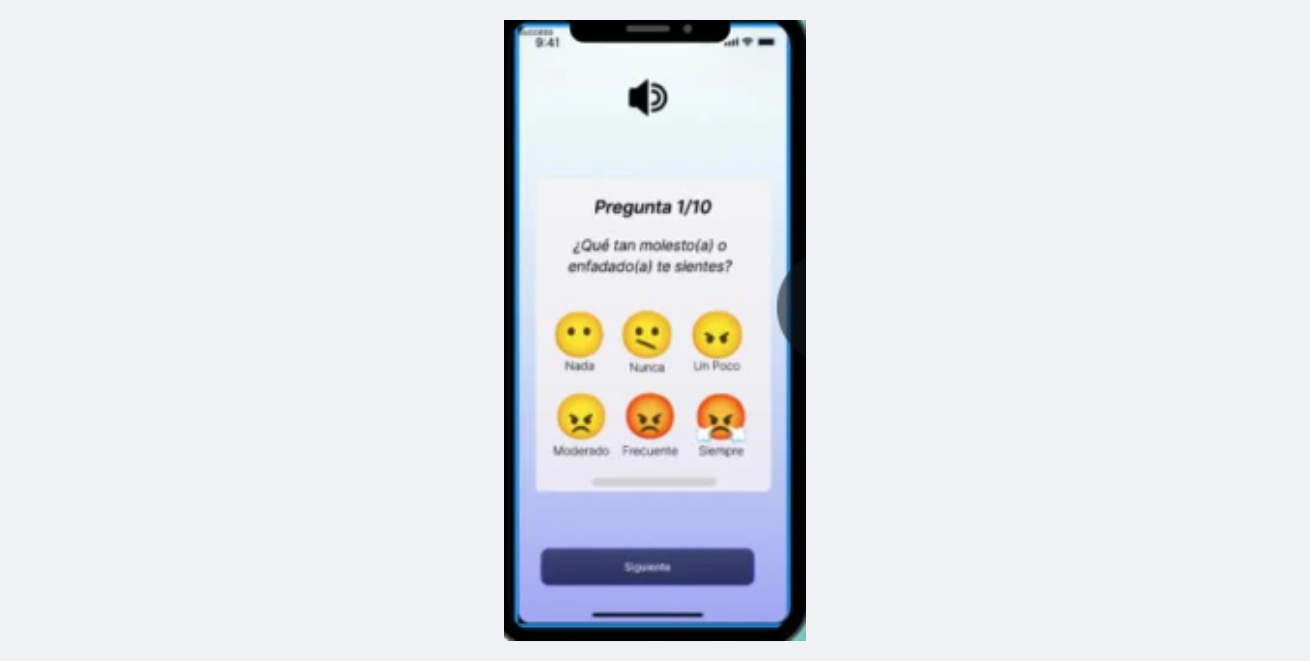 success
9:41
Pregunta 1/10
¿Qué tan molesto(a) o
enfadado(a) te sientes?
Nada Nunca Un Poco
Moderado Frecuente Siempre
Siguiente